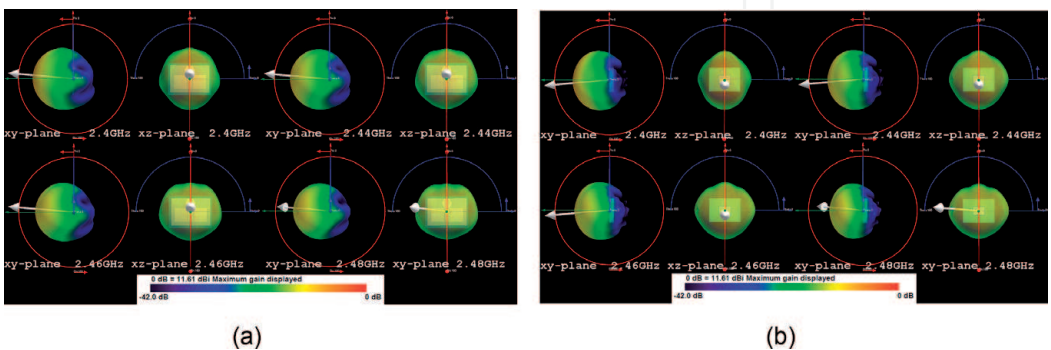 xy-plane 2.4GHz xz-plane 2.4GHz xy-plane 2.44GHz xz-plane 2.44GHz
xy-plane 2.46GHz xz-plane 2.46GHz xy-plane 2.48GHz xz-plane 2.48GHz
0 dB = 11.61 dBi Maximum gain displayed
-42.0 dB 0 dB
(a)
xy-plane 2.4GHz xz-plane 2.4GHz xy-plane 2.44GHz xz-plane 2.44GHz
xy-plane 2.46GHz xz-plane 2.46GHz xy-plane 2.48GHz xz-plane 2.48GHz
0 dB = 11.61 dBi Maximum gain displayed
-42.0 dB 0 dB
(b)